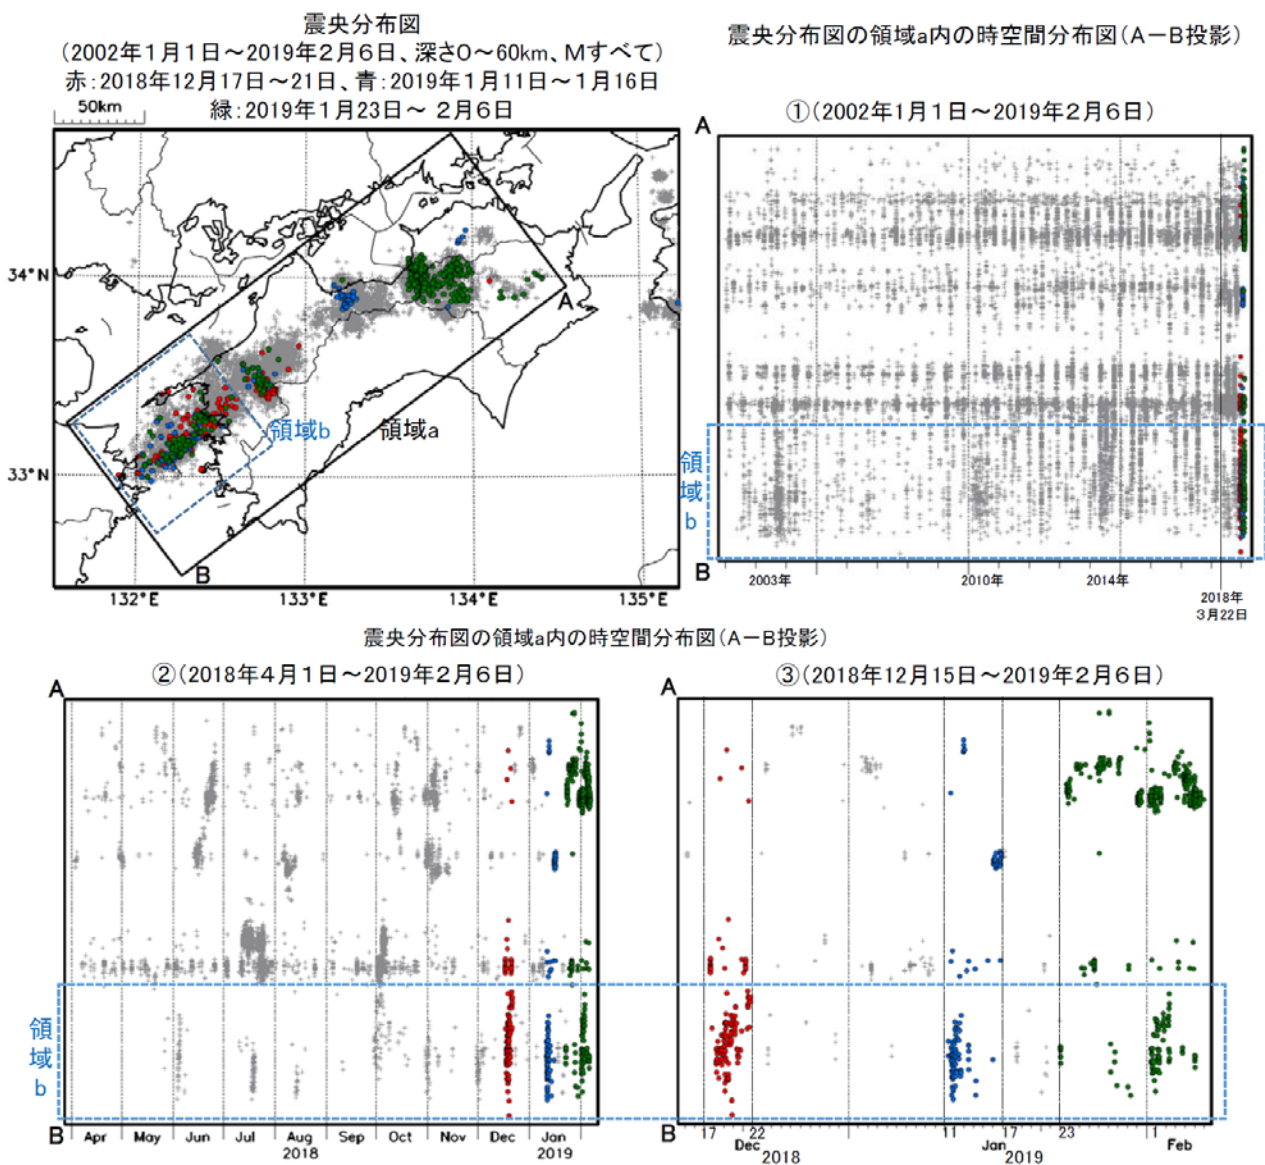 震央分布図
(2002年1月1日～2019年2月6日、深さ0～60km、Mすべて)
赤:2018年12月17日～21日、青:2019年1月11日～1月16日
緑:2019年1月23日～ 2月6日
50km
34°N
33°N
132°E
133°E
134°E
135°E
A
B
領域a
領域b
震央分布図の領域a内の時空間分布図(A－B投影)
①(2002年1月1日～2019年2月6日)
A
領域b
B
2003年
2010年
2014年
2018年
3月22日
震央分布図の領域a内の時空間分布図(A－B投影)
②(2018年4月1日～2019年2月6日)
A
領域b
B
Apr May Jun Jul Aug Sep Oct Nov Dec Jan
2018 2019
③(2018年12月15日～2019年2月6日)
A
B
17 22 11 17 23 1
Dec Jan Feb
2018 2019